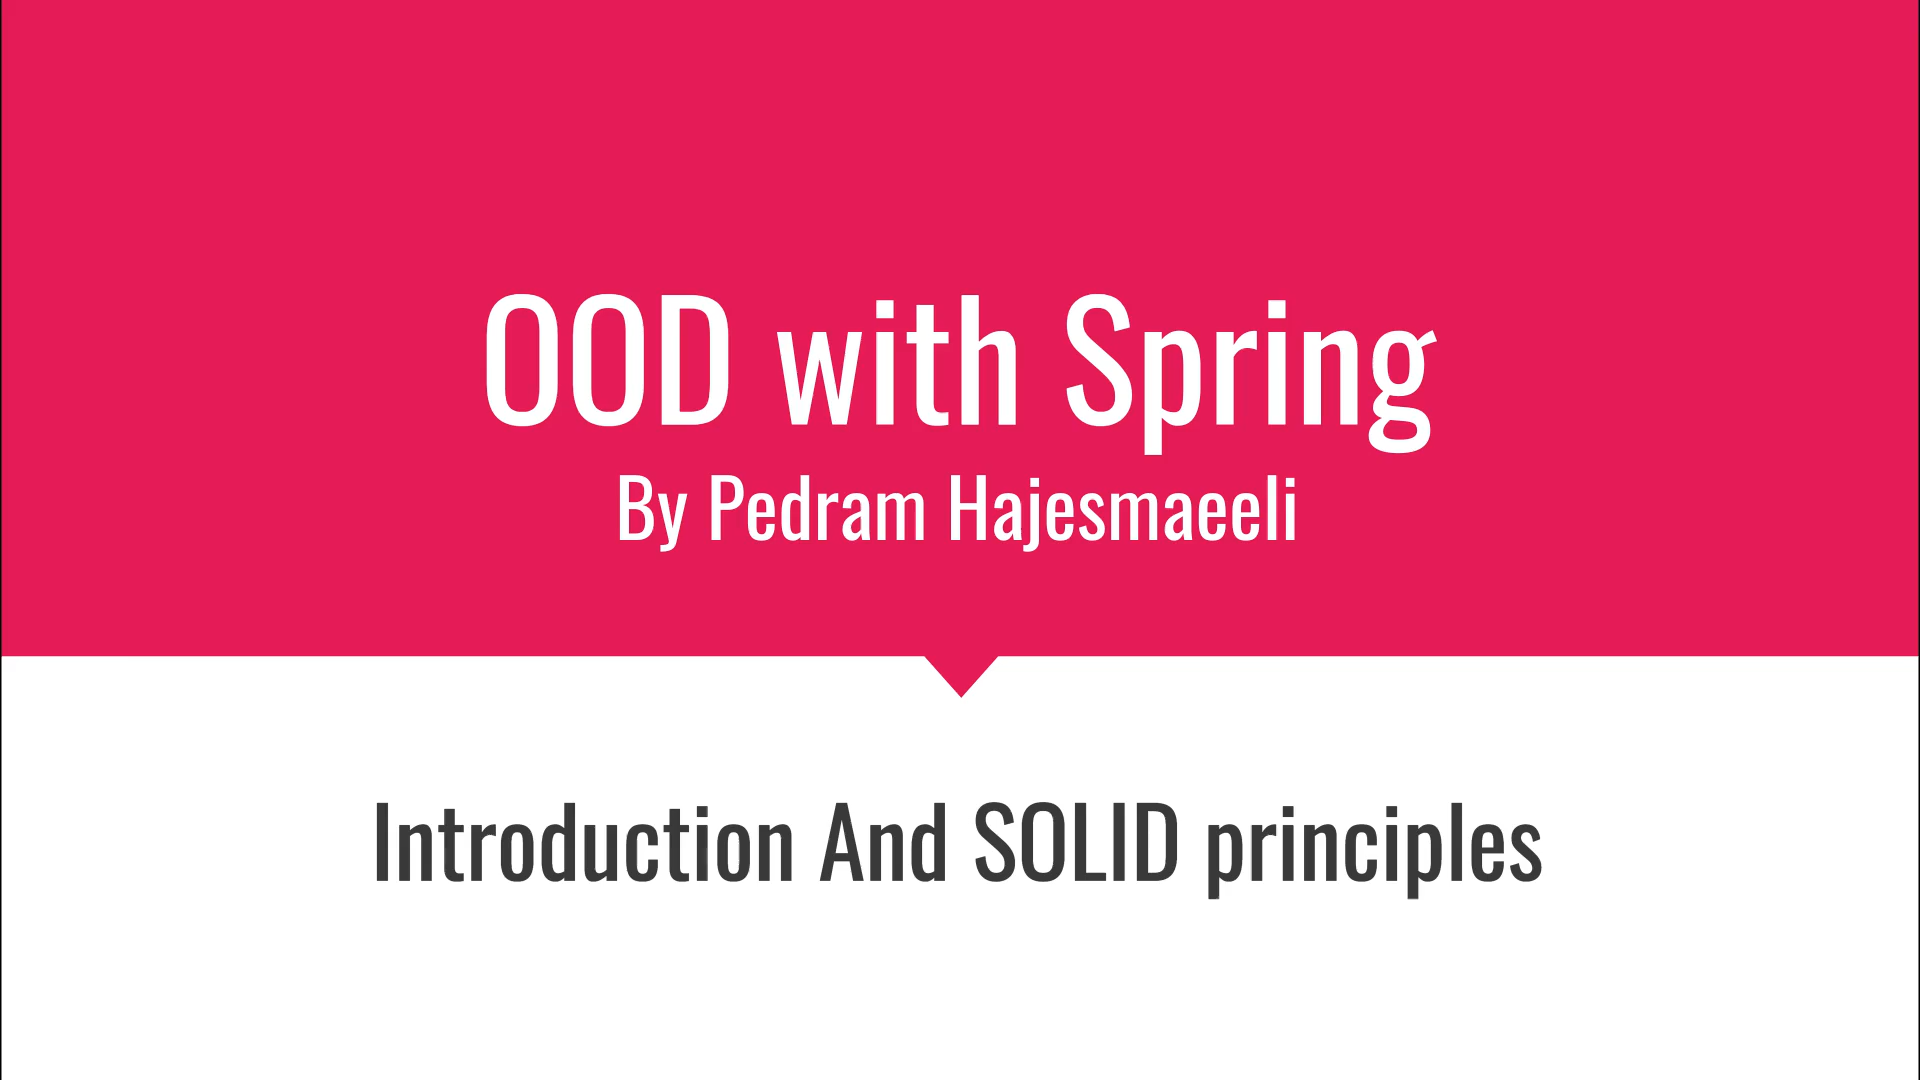 OOD with Spring
By Pedram Hajesmaeeli
Introduction And SOLID principles